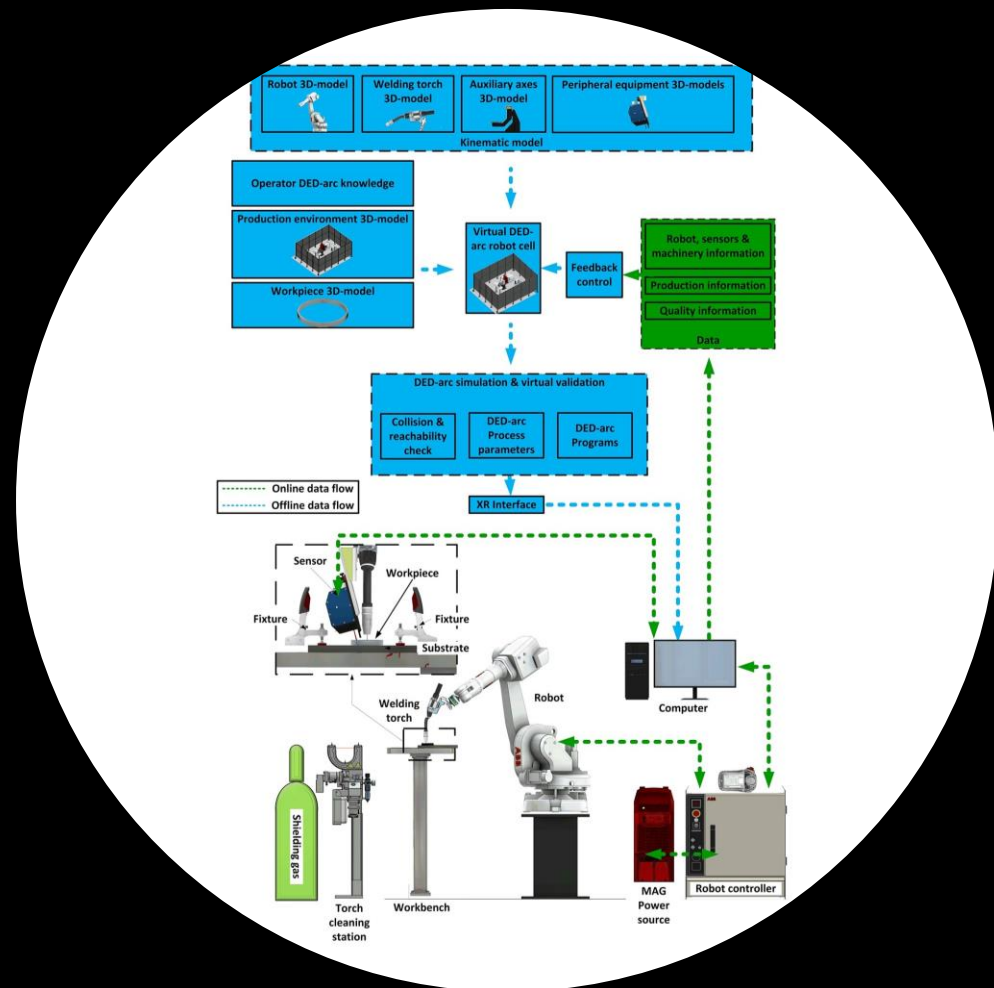 Robot 3D-model
Welding torch
3D-model
Auxiliary axes
3D-model
Peripheral equipment 3D-models
Kinematic model
Operator DED-arc knowledge
Production environment 3D-model
Workpiece 3D-model
Virtual DED-
arc robot cell
Feedback
control
Robot, sensors &
machinery information
Production information
Quality information
Data
DED-arc simulation & virtual validation
Collision &
reachability
check
DED-arc
Process
parameters
DED-arc
Programs
XR Interface
Online data flow
Offline data flow
Sensor
Workpiece
Fixture
Fixture
Substrate
Welding
torch
Robot
Computer
ABB
ABB
Shielding gas
Torch
cleaning
station
Workbench
MAG
Power
source
Robot controller